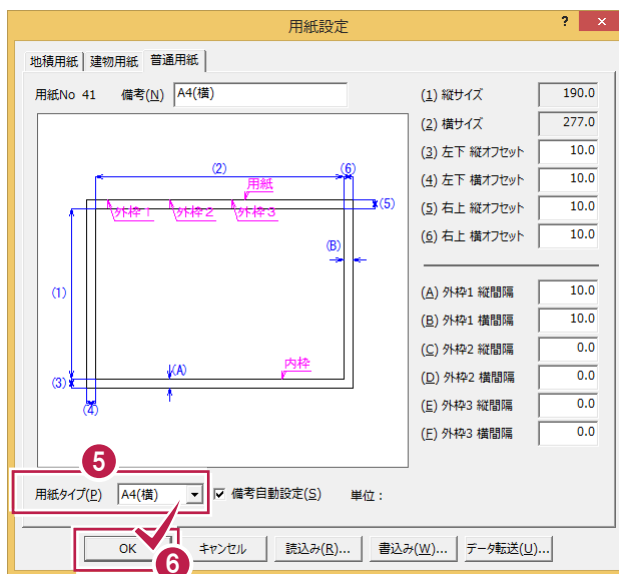 用紙設定
? ×
地積用紙 建物用紙 普通用紙
用紙No 41 備考(N) A4(横)
(1) 縦サイズ 190.0
(2) 横サイズ 277.0
(3) 左下 縦オフセット 10.0
(4) 左下 横オフセット 10.0
(5) 右上 縦オフセット 10.0
(6) 右上 横オフセット 10.0
(A) 外枠1 縦間隔 10.0
(B) 外枠1 横間隔 10.0
(C) 外枠2 縦間隔 0.0
(D) 外枠2 横間隔 0.0
(E) 外枠3 縦間隔 0.0
(F) 外枠3 横間隔 0.0
(2) (6)
用紙
外枠1 外枠2 外枠3 (5)
(B)
(1)
内枠
(A)
(3)
(4)
5
用紙タイプ(P) A4(横) 備考自動設定(S) 単位 :
OK キャンセル 読込み(R)... 書込み(W)... データ転送(U)...
6